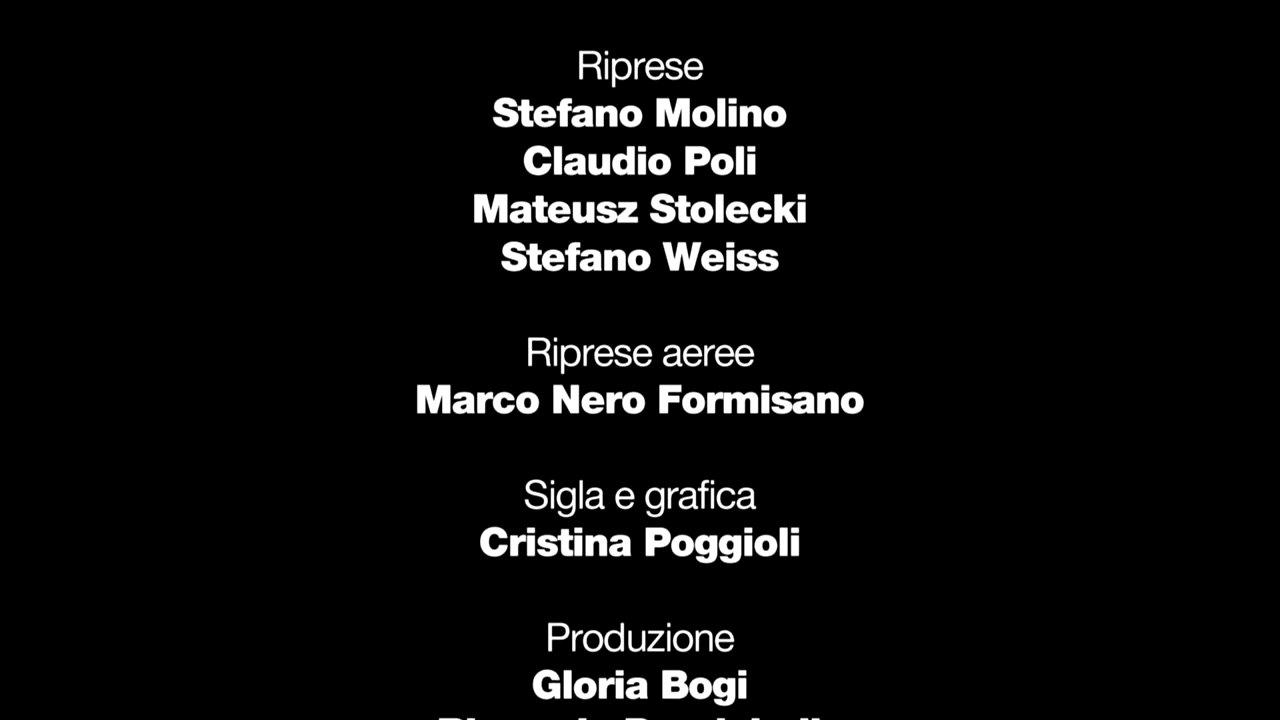 Riprese
Stefano Molino
Claudio Poli
Mateusz Stolecki
Stefano Weiss
Riprese aeree
Marco Nero Formisano
Sigla e grafica
Cristina Poggioli
Produzione
Gloria Bogi